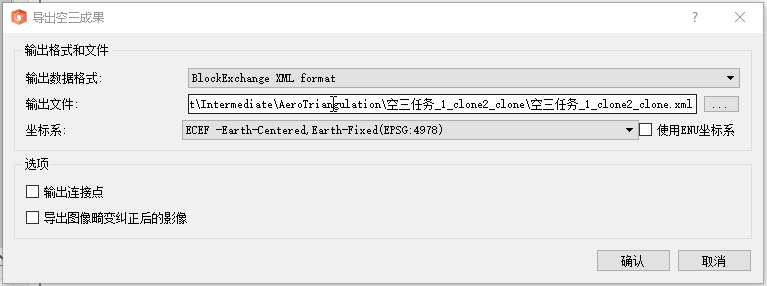 导出空三成果
? ×
输出格式和文件
输出数据格式: BlockExchange XML format
输出文件: t\Intermediate\AeroTriangulation\空三任务_1_clone2_clone\空三任务_1_clone2_clone.xml ...
坐标系: ECEF -Earth-Centered,Earth-Fixed(EPSG:4978) 使用ENU坐标系
选项
输出连接点
导出图像畸变纠正后的影像
确认 取消